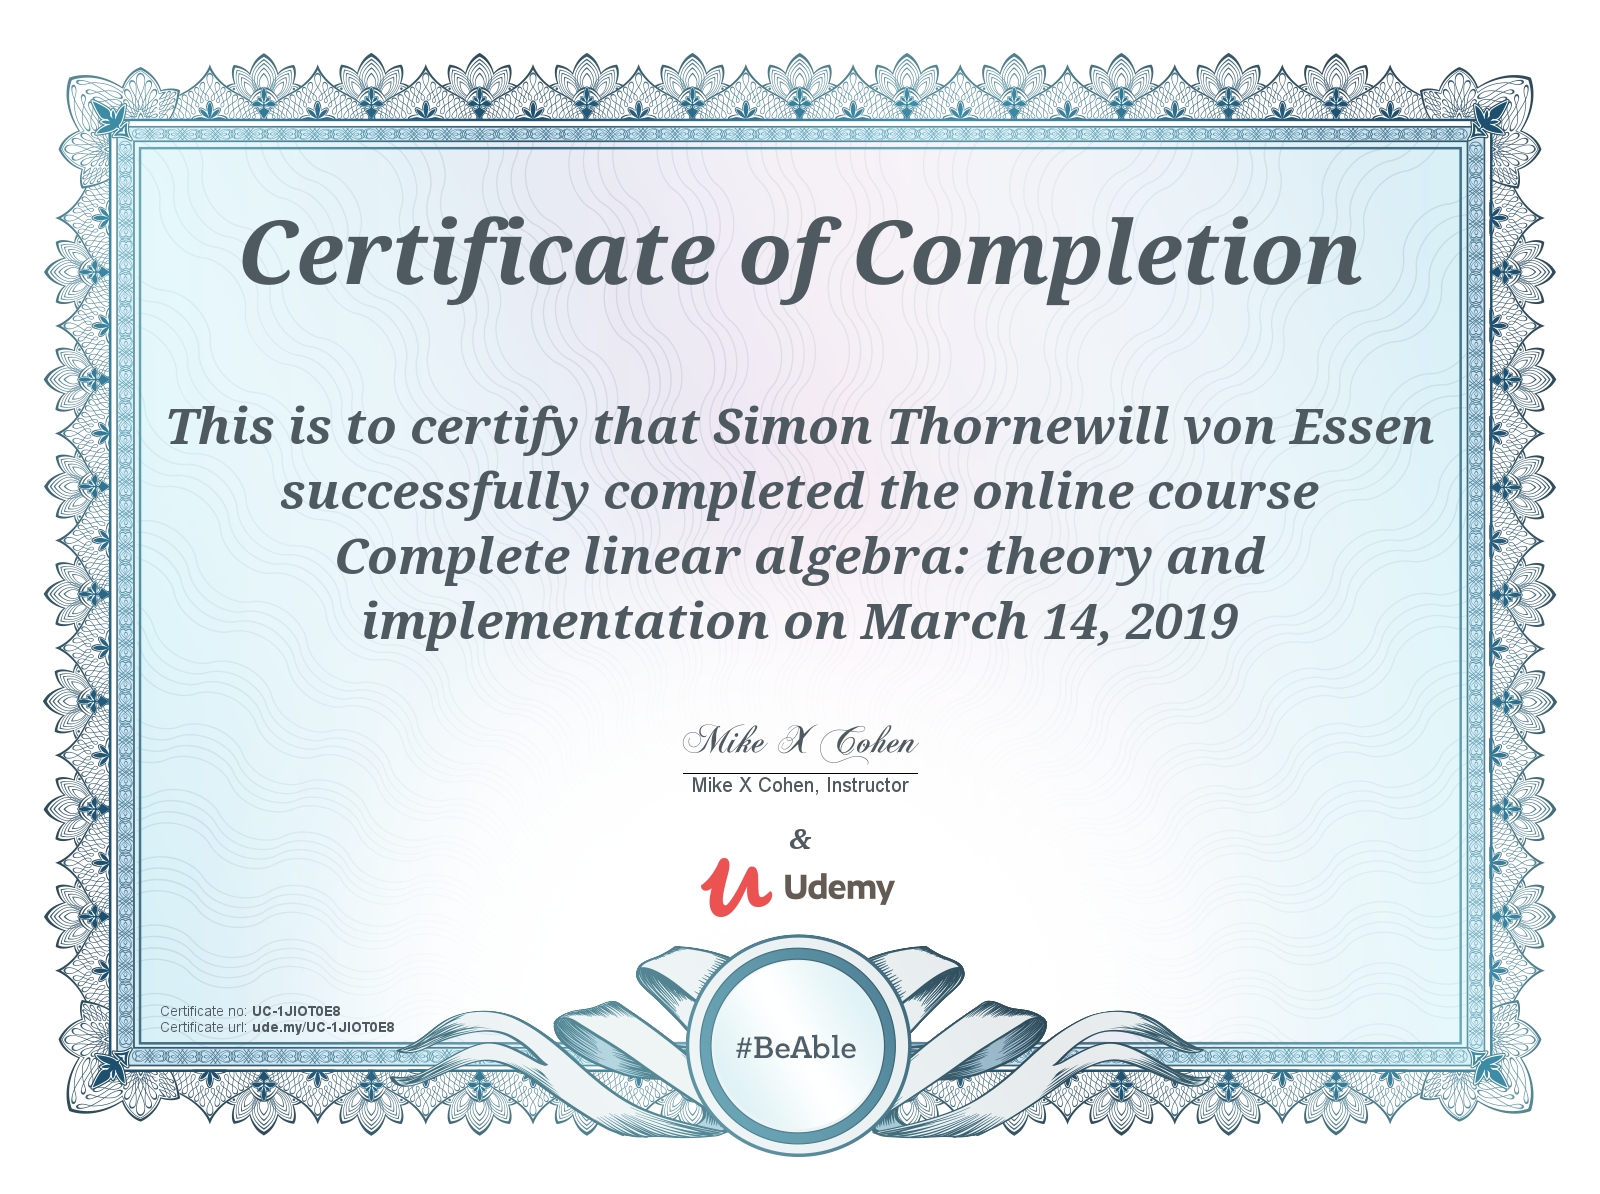 Certificate of Completion
This is to certify that Simon Thornewill von Essen
successfully completed the online course
Complete linear algebra: theory and
implementation on March 14, 2019
Mike X Cohen
Mike X Cohen, Instructor
&
Udemy
Certificate no: UC-1JIOT0E8
Certificate url: ude.my/UC-1JIOT0E8
#BeAble